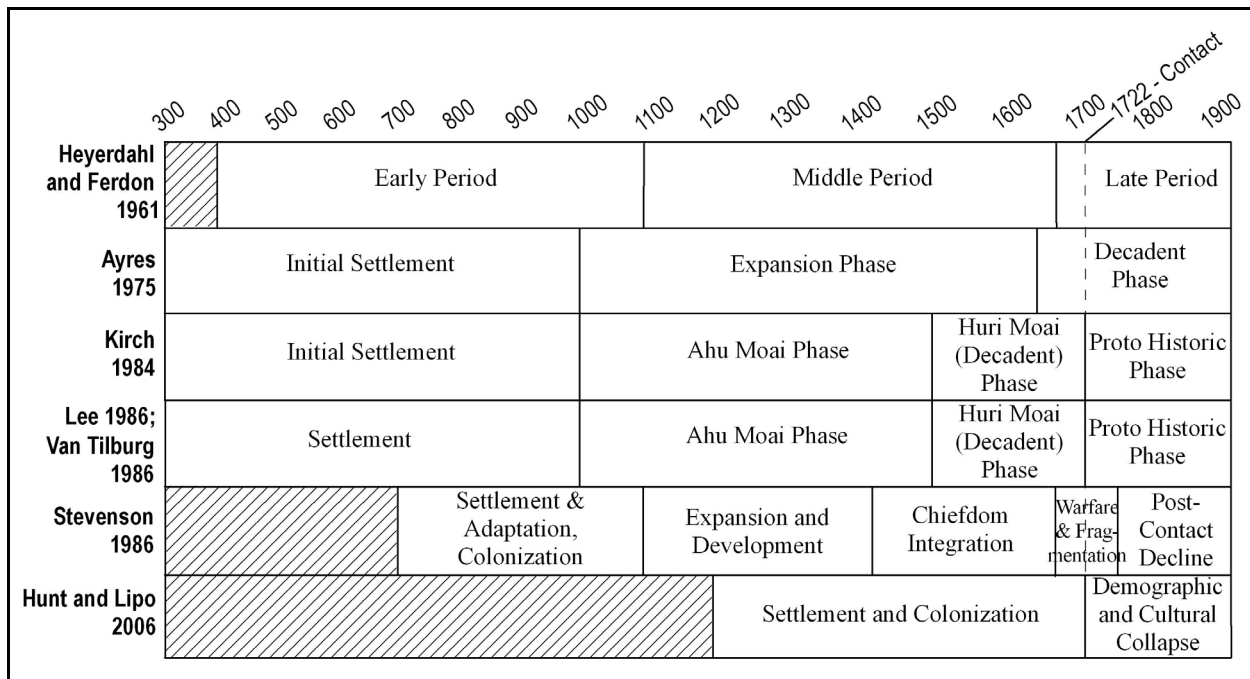 1722 - Contact
300 400 500 600 700 800 900 1000 1100 1200 1300 1400 1500 1600 1700 1800 1900
Heyerdahl
and Ferdon
1961
Early Period
Middle Period
Late Period
Ayres
1975
Initial Settlement
Expansion Phase
Decadent
Phase
Kirch
1984
Initial Settlement
Ahu Moai Phase
Huri Moai
(Decadent)
Phase
Proto Historic
Phase
Lee 1986;
Van Tilburg
1986
Settlement
Ahu Moai Phase
Huri Moai
(Decadent)
Phase
Proto Historic
Phase
Stevenson
1986
Settlement &
Adaptation,
Colonization
Expansion and
Development
Chiefdom
Integration
Warfare
& Frag-
mentation
Post-
Contact
Decline
Hunt and Lipo
2006
Settlement and Colonization
Demographic
and Cultural
Collapse